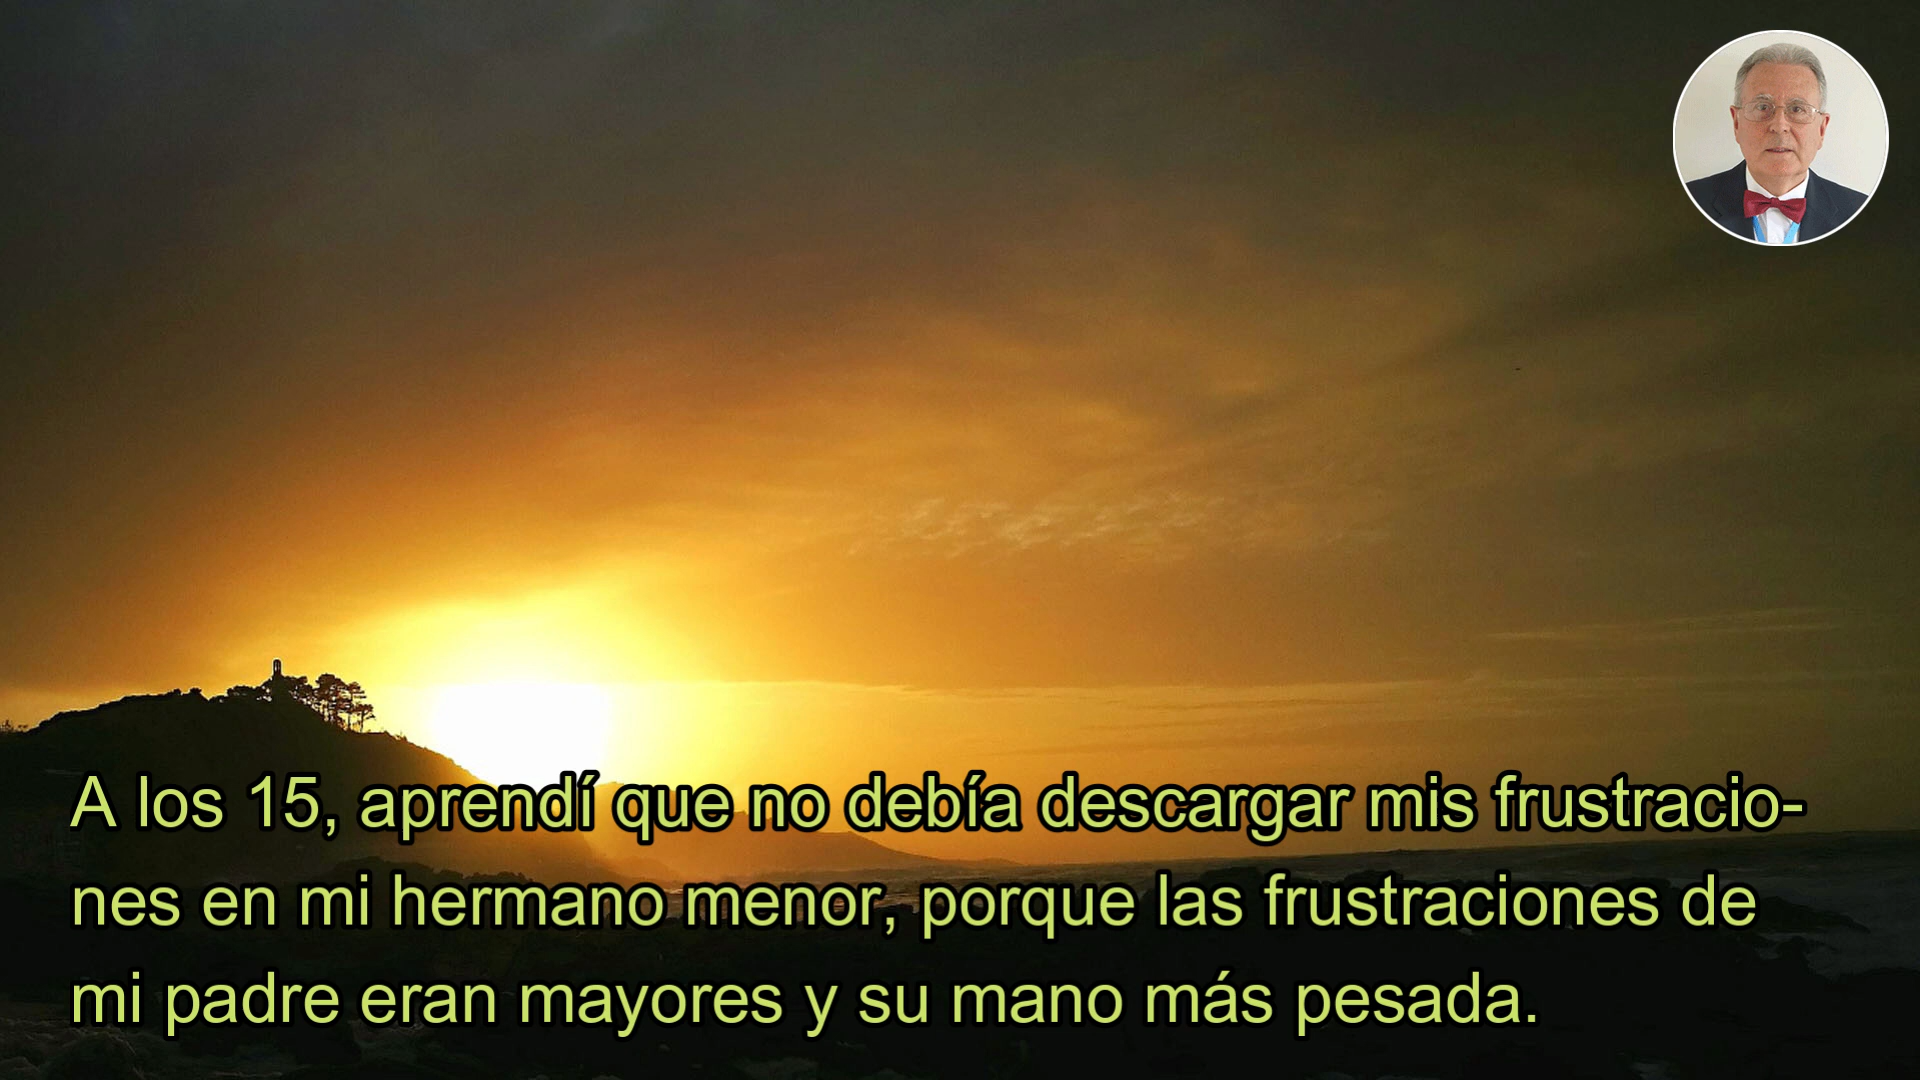 A los 15, aprendí que no debía descargar mis frustracio-
nes en mi hermano menor, porque las frustraciones de
mi padre eran mayores y su mano más pesada.